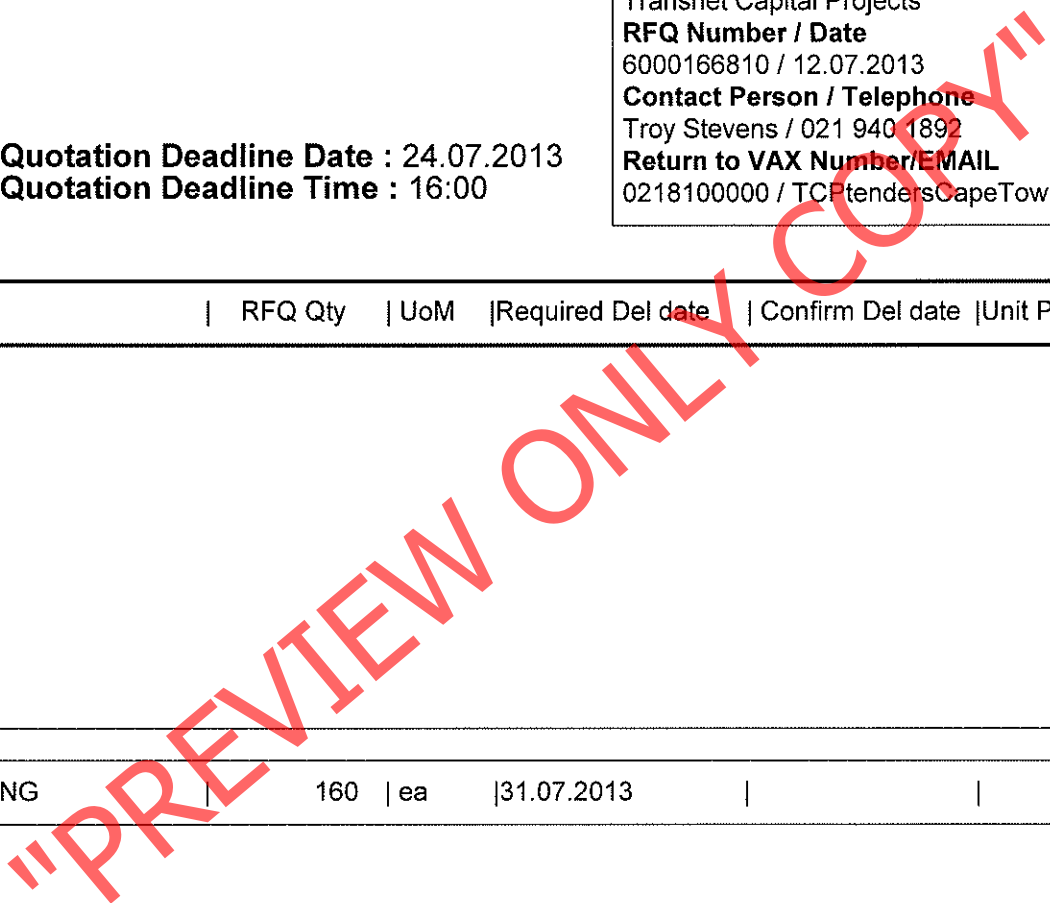 Transnet Capital Projects
RFQ Number / Date
6000166810 / 12.07.2013
Contact Person / Telephone
Troy Stevens / 021 940 1892
Quotation Deadline Date : 24.07.2013
Return to VAX Number/EMAIL
Quotation Deadline Time : 16:00
0218100000 / TCPtendersCapeTow
| RFQ Qty | UoM |Required Del date | Confirm Del date |Unit P
NG | 160 | ea |31.07.2013 | |
"PREVIEW ONLY COPY"